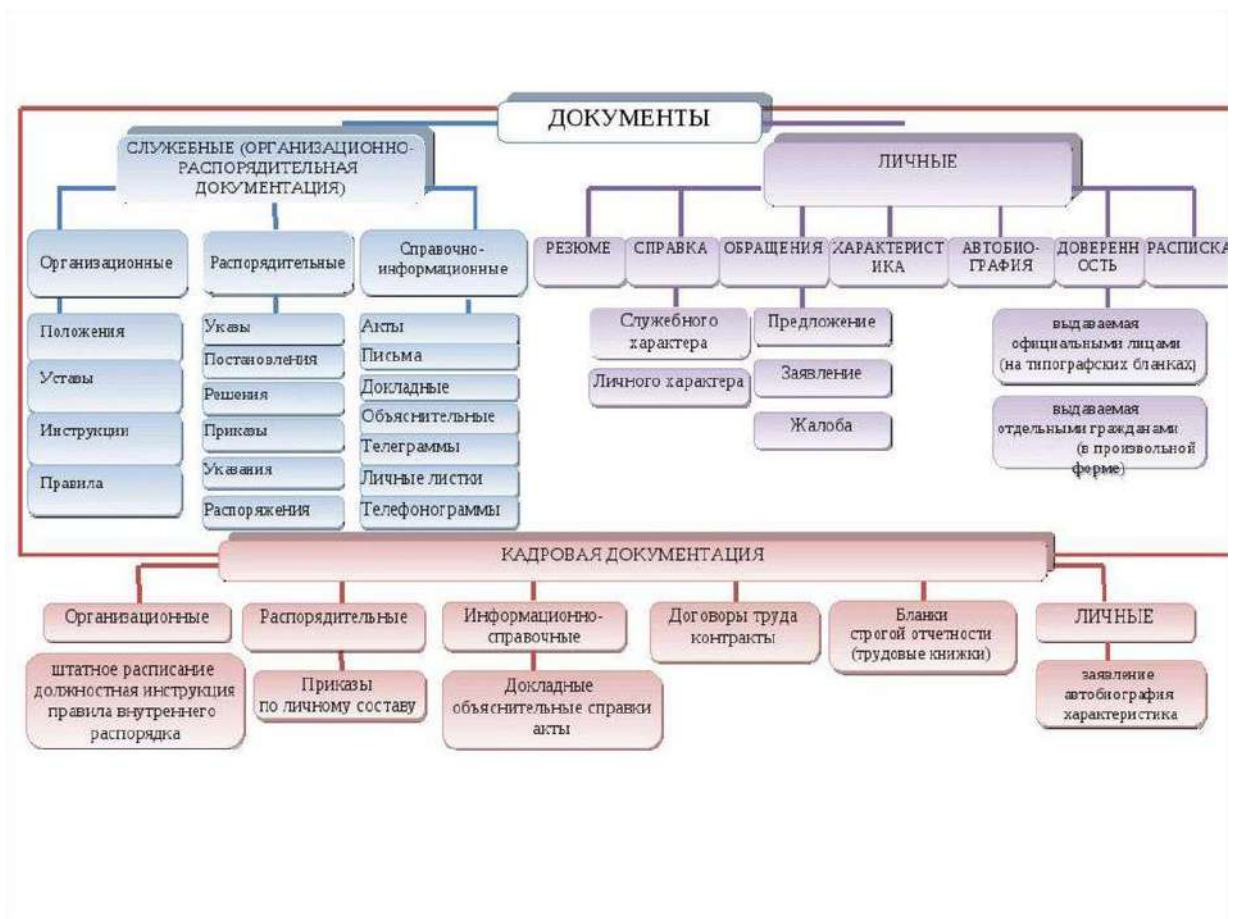 ДОКУМЕНТЫ
СЛУЖЕБНЫЕ (ОРГАНИЗАЦИОННО-
РАСПОРЯДИТЕЛЬНАЯ
ДОКУМЕНТАЦИЯ)
ЛИЧНЫЕ
Организационные
Распорядительные
Справочно-
информационные
РЕЗЮМЕ
СПРАВКА
ОБРАЩЕНИЯ
ХАРАКТЕРИСТ
ИКА
АВТОБИО-
ГРАФИЯ
ДОВЕРЕНН
ОСТЬ
РАСПИСКА
Положения
Уставы
Инструкции
Правила
Указы
Постановления
Решения
Приказы
Указания
Распоряжения
Акты
Письма
Докладные
Объяснительные
Телеграммы
Личные листки
Телефонограммы
Служебного
характера
Личного характера
Предложение
Заявление
Жалоба
выдаваемая
официальными лицами
(на типографских бланках)
выдаваемая
отдельными гражданами
(в произвольной
форме)
КАДРОВАЯ ДОКУМЕНТАЦИЯ
Организационные
Распорядительные
Информационно-
справочные
Договоры труда
контракты
Бланки
строгой отчетности
(трудовые книжки)
ЛИЧНЫЕ
штатное расписание
должностная инструкция
правила внутреннего
распорядка
Приказы
по личному составу
Докладные
объяснительные справки
акты
заявление
автобиография
характеристика